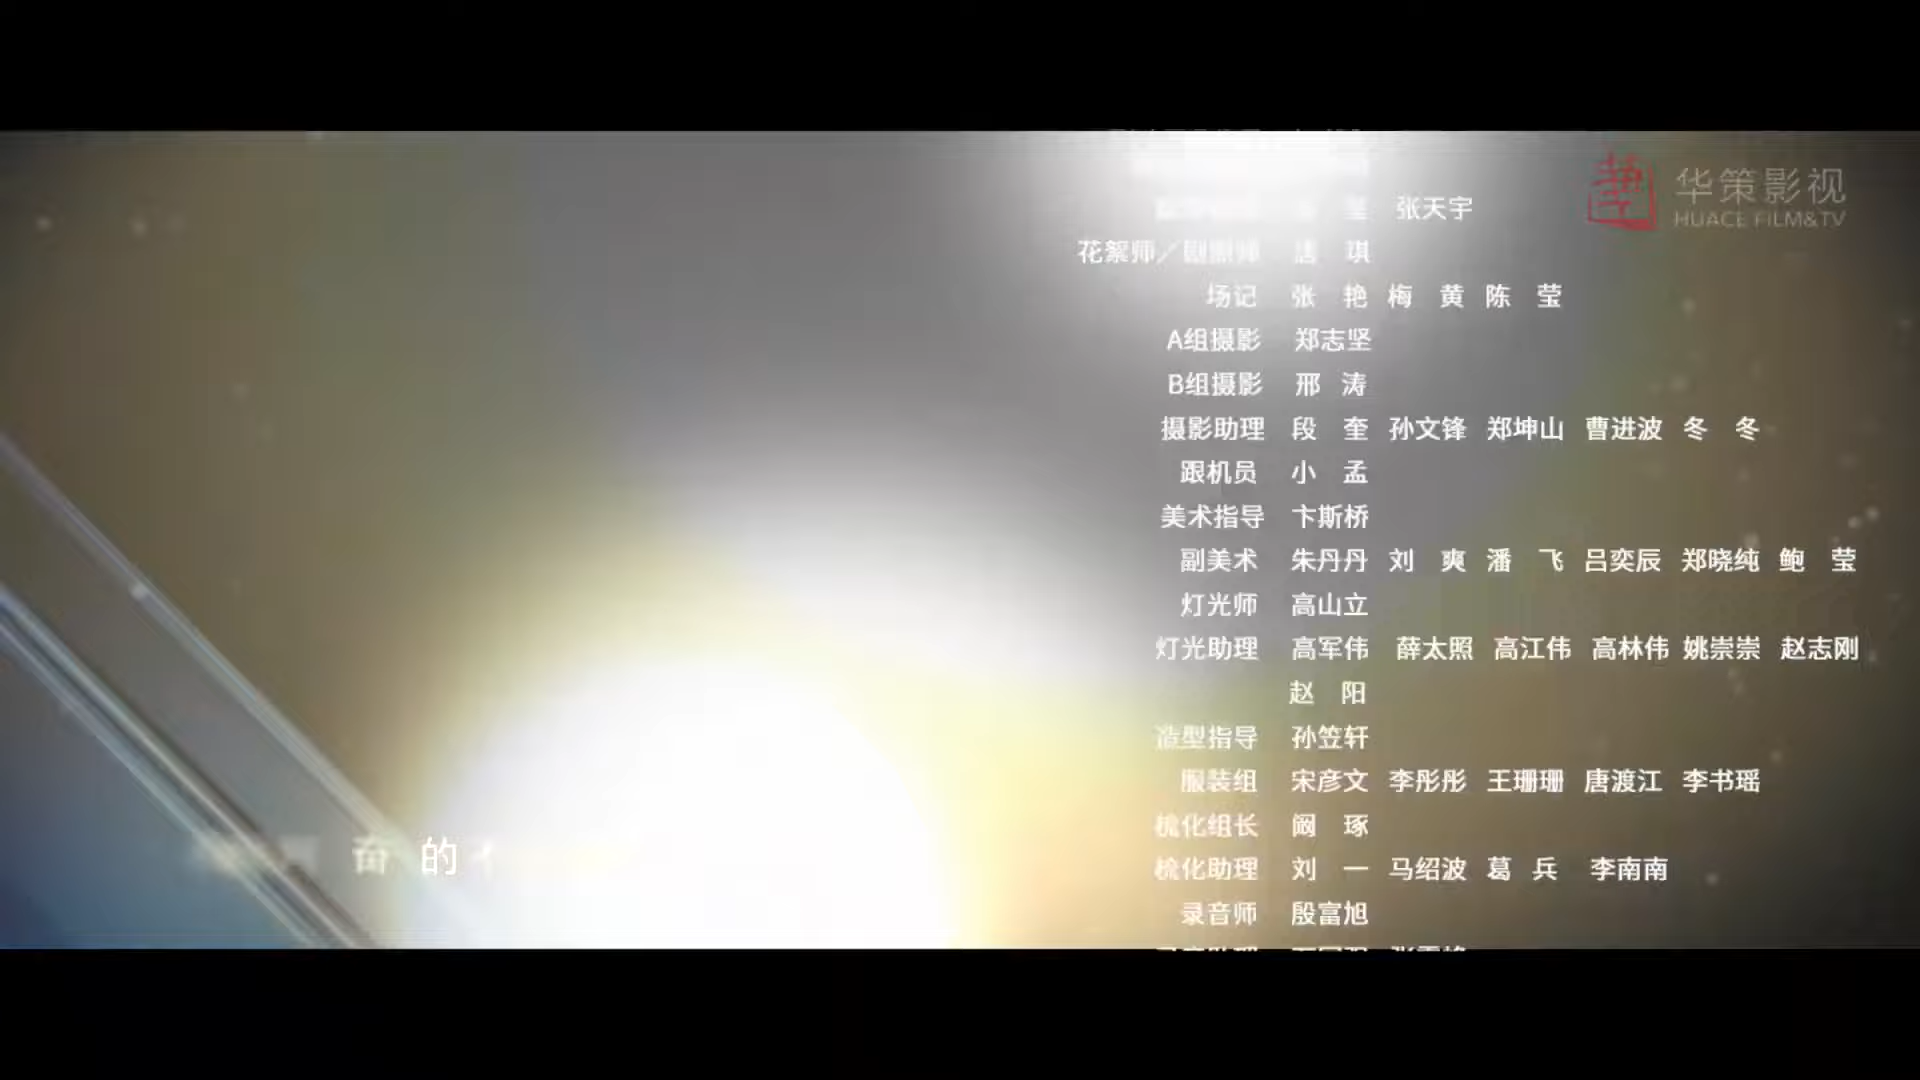 华策影视
HUACE FILM&TV
张天宇
花絮师／剧照师 唐 琪
场记 张 艳 梅 黄 陈 莹
A组摄影 郑志坚
B组摄影 邢 涛
摄影助理 段 奎 孙文锋 郑坤山 曹进波 冬 冬
跟机员 小 孟
美术指导 卞斯桥
副美术 朱丹丹 刘 爽 潘 飞 吕奕辰 郑晓纯 鲍 莹
灯光师 高山立
灯光助理 高军伟 薛太照 高江伟 高林伟 姚崇崇 赵志刚
赵 阳
造型指导 孙笠轩
服装组 宋彦文 李彤彤 王珊珊 唐渡江 李书瑶
梳化组长 阚 琢
梳化助理 刘 一 马绍波 葛 兵 李南南
奋 的
录音师 殷富旭